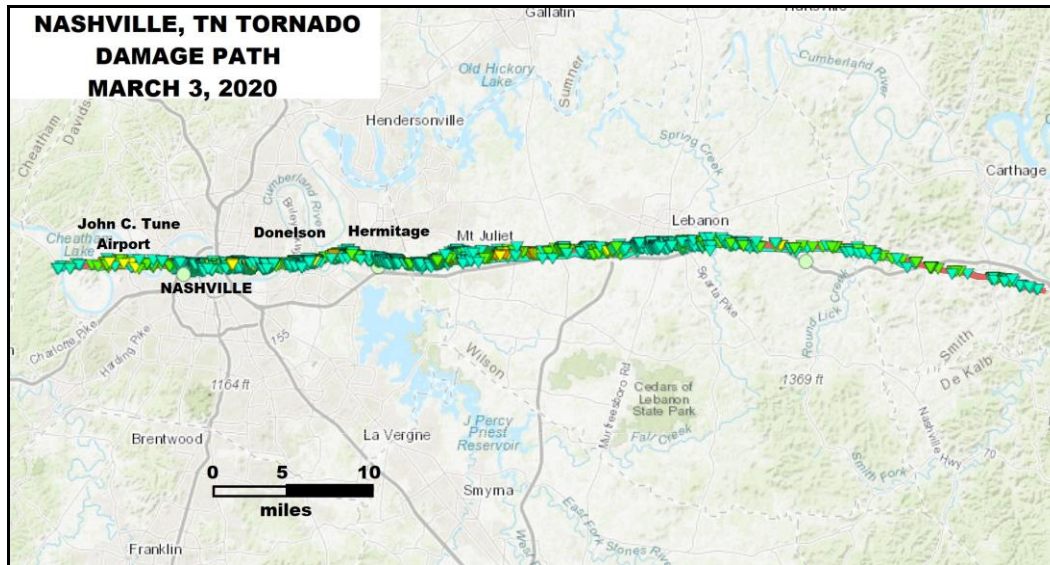 NASHVILLE, TN TORNADO
DAMAGE PATH
MARCH 3, 2020
Gallatin
Old Hickory
Lake
Sumner
Cumberland
River
Cheatham
Davids
Hendersonville
Spring Creek
Carthage
Cumberland
River
John C. Tune
Airport
Cheatham
Lake
Donelson
Hermitage
Mt Juliet
Lebanon
NASHVILLE
Charlotte Pike
Harding Pike
155
Sparta Pike
Round Lick Creek
Wilson
Smith
De Kalb
1164 ft
1369 ft
Murfreesboro Rd
Cedars of
Lebanon
State Park
Fall Creek
Brentwood
La Vergne
J Percy
Priest
Reservoir
Nashville Hwy
70
Smith Fork
0 5 10
miles
Smyrna
East Fork
Stones River
Franklin